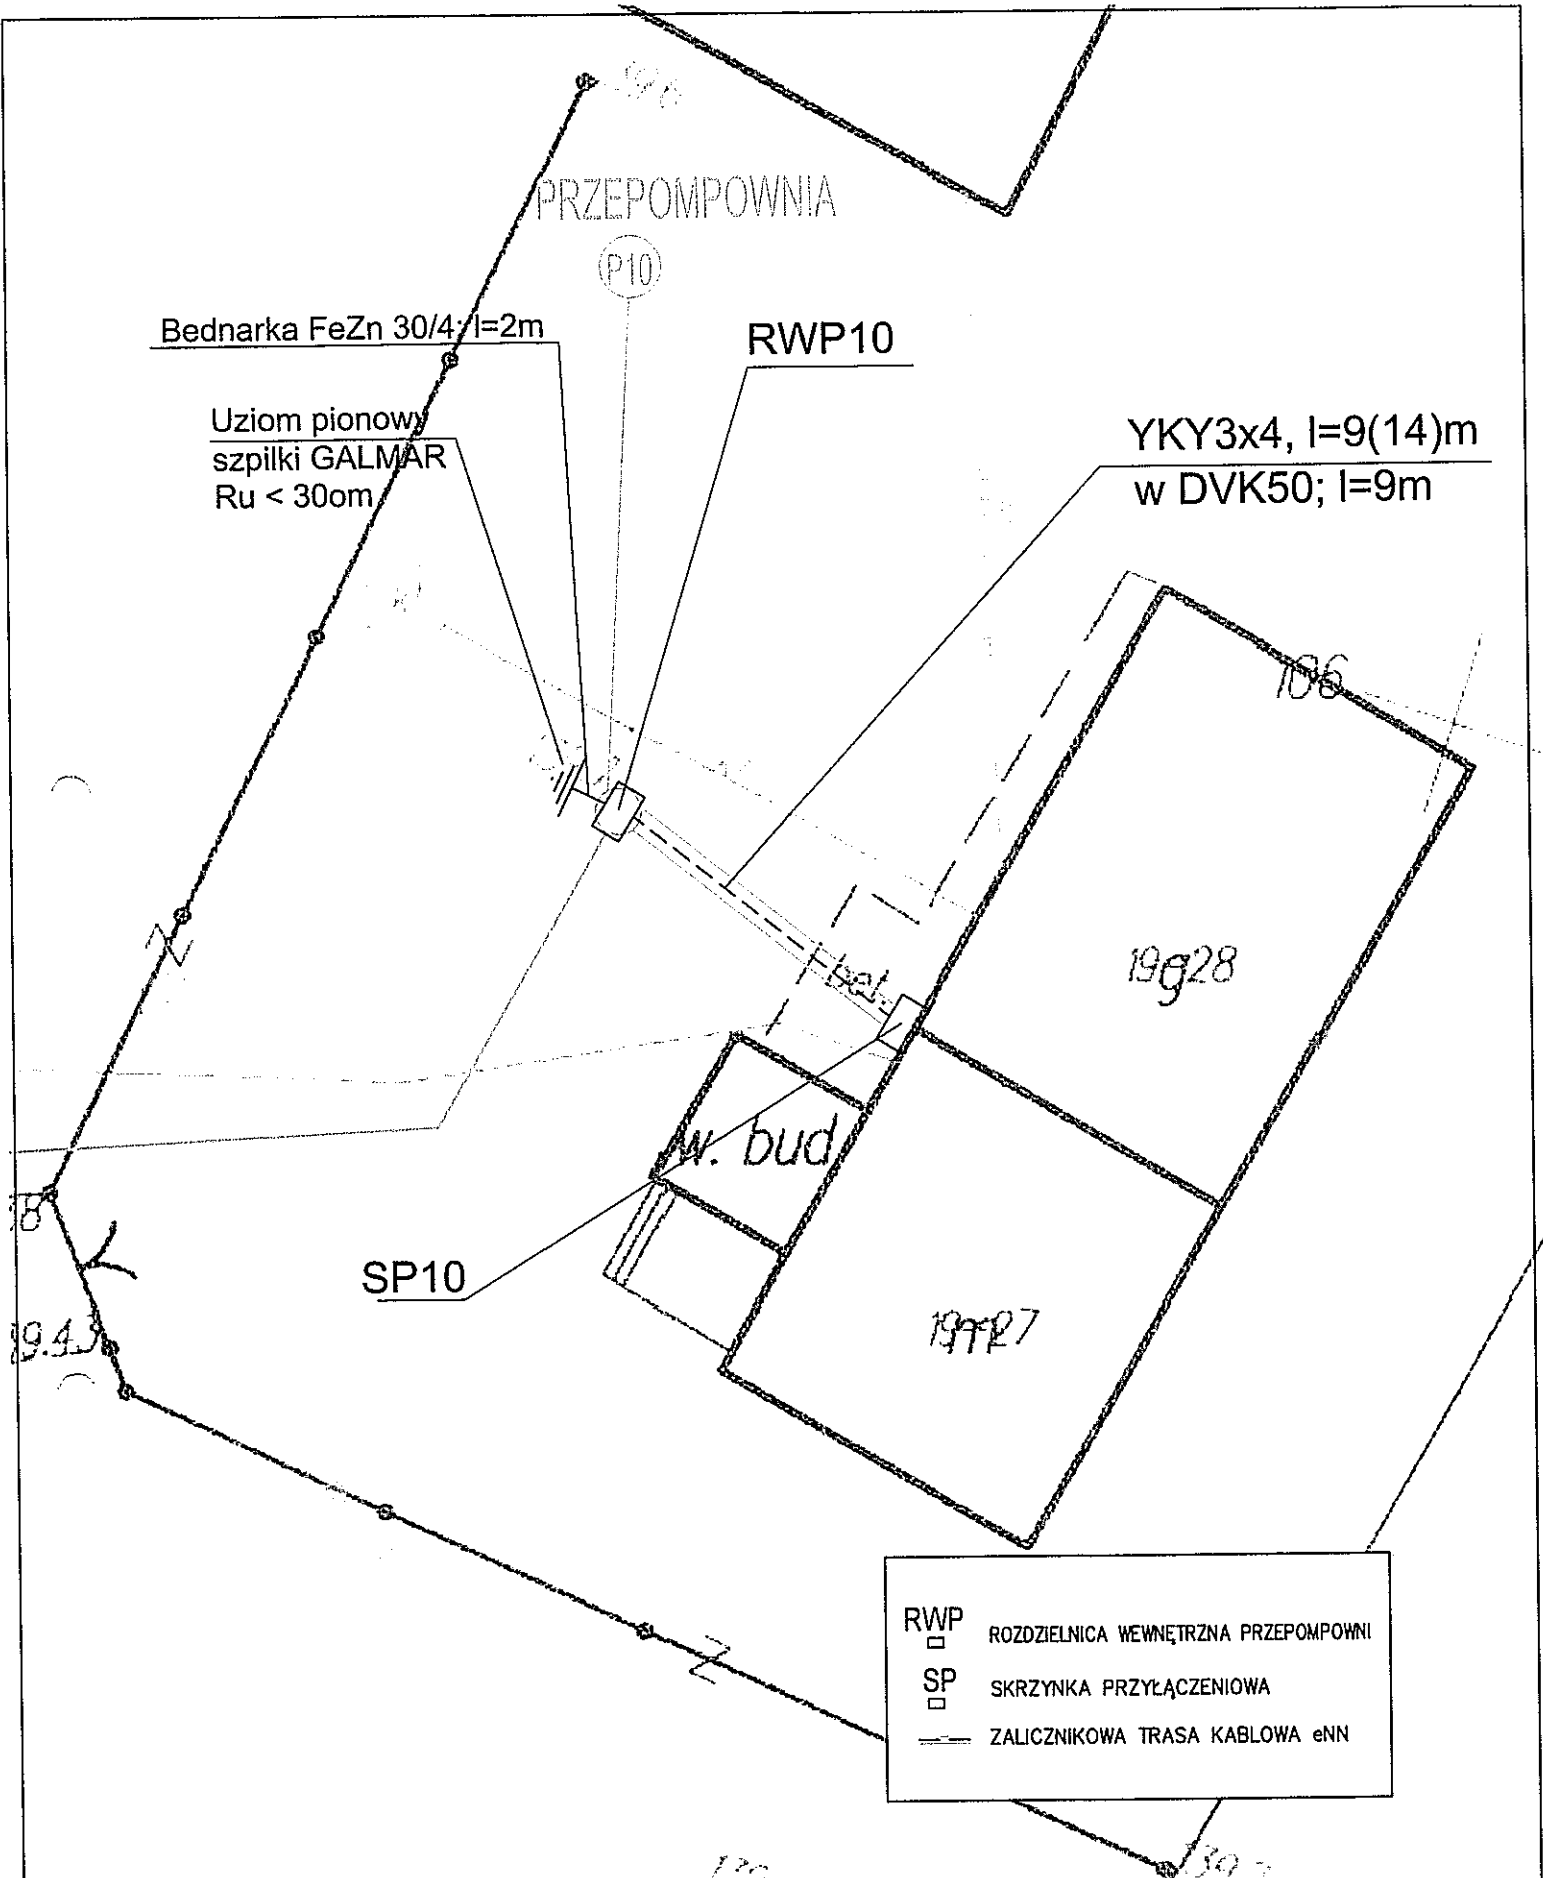 PRZEPOMPOWNIA
P10
Bednarka FeZn 30/4; l=2m
RWP10
Uziom pionowy
szpilki GALMAR
Ru < 30om
YKY3x4, l=9(14)m
w DVK50; l=9m
106
bet.
w. bud
SP10
RWP ROZDZIELNICA WEWNĘTRZNA PRZEPOMPOWNI
SP SKRZYNKA PRZYŁĄCZENIOWA
ZALICZNIKOWA TRASA KABLOWA eNN